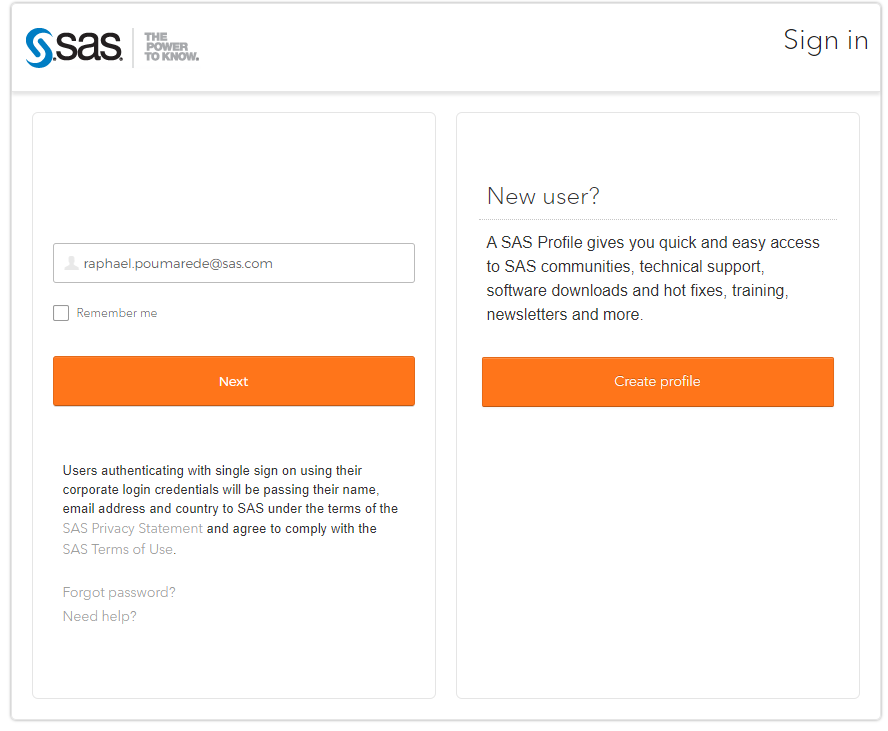 sas
THE
POWER
TO KNOW.
Sign in
raphael.poumarede@sas.com
Remember me
Next
Users authenticating with single sign on using their
corporate login credentials will be passing their name,
email address and country to SAS under the terms of the
SAS Privacy Statement and agree to comply with the
SAS Terms of Use.
Forgot password?
Need help?
New user?
A SAS Profile gives you quick and easy access
to SAS communities, technical support,
software downloads and hot fixes, training,
newsletters and more.
Create profile